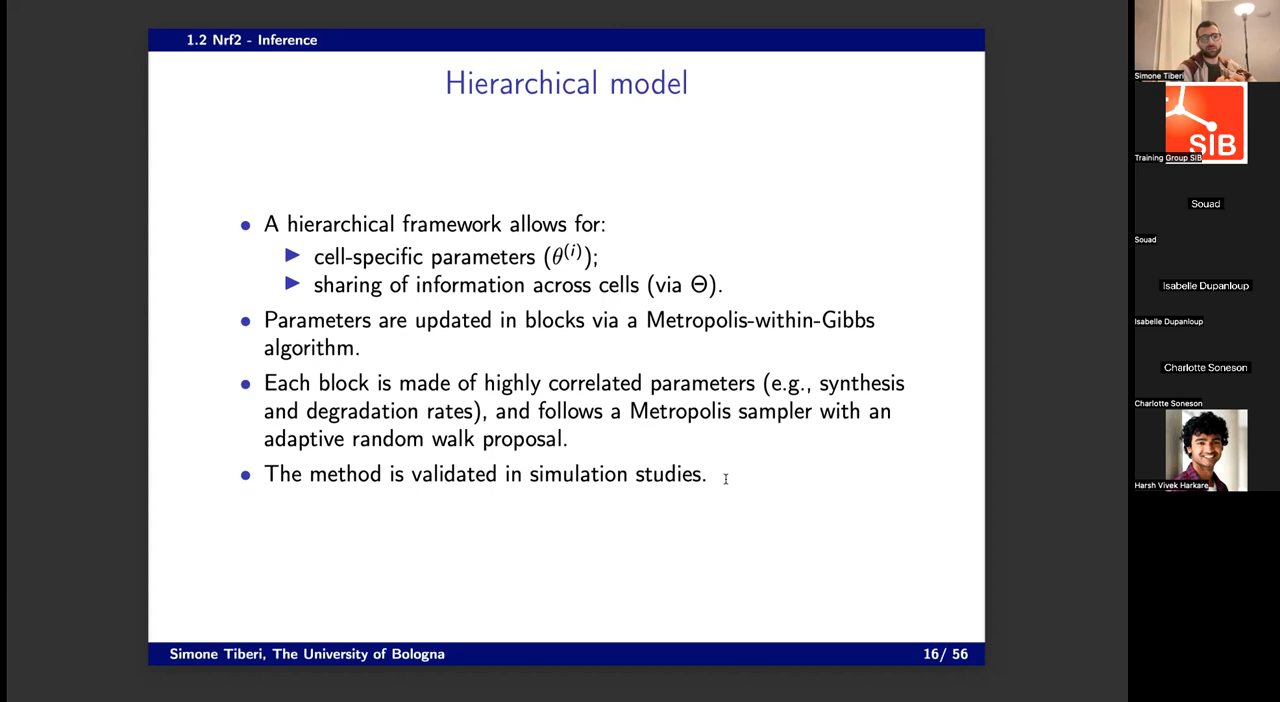 1.2 Nrf2 - Inference
Hierarchical model
• A hierarchical framework allows for:
▶ cell-specific parameters (θ^(i));
▶ sharing of information across cells (via Θ).
• Parameters are updated in blocks via a Metropolis-within-Gibbs
algorithm.
• Each block is made of highly correlated parameters (e.g., synthesis
and degradation rates), and follows a Metropolis sampler with an
adaptive random walk proposal.
• The method is validated in simulation studies.
Simone Tiberi, The University of Bologna
16/ 56
Simone Tiberi
SIB
Training Group SIB
Souad
Souad
Isabelle Dupanloup
Isabelle Dupanloup
Charlotte Soneson
Charlotte Soneson
Harsh Vivek Harkare